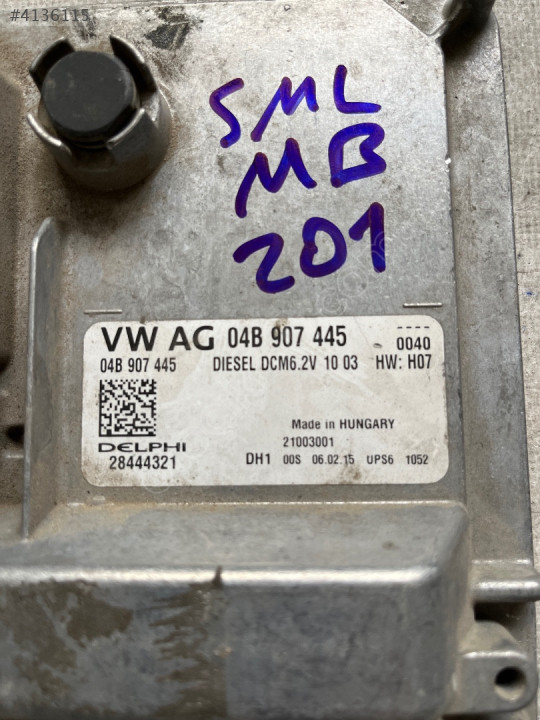 #4136115
SML
MB
201
VW AG 04B 907 445
----
0040
04B 907 445 DIESEL DCM6.2V 10 03 HW: H07
Made in HUNGARY
DELPHI
21003001
28444321
DH1 00S 06.02.15 UPS6 1052